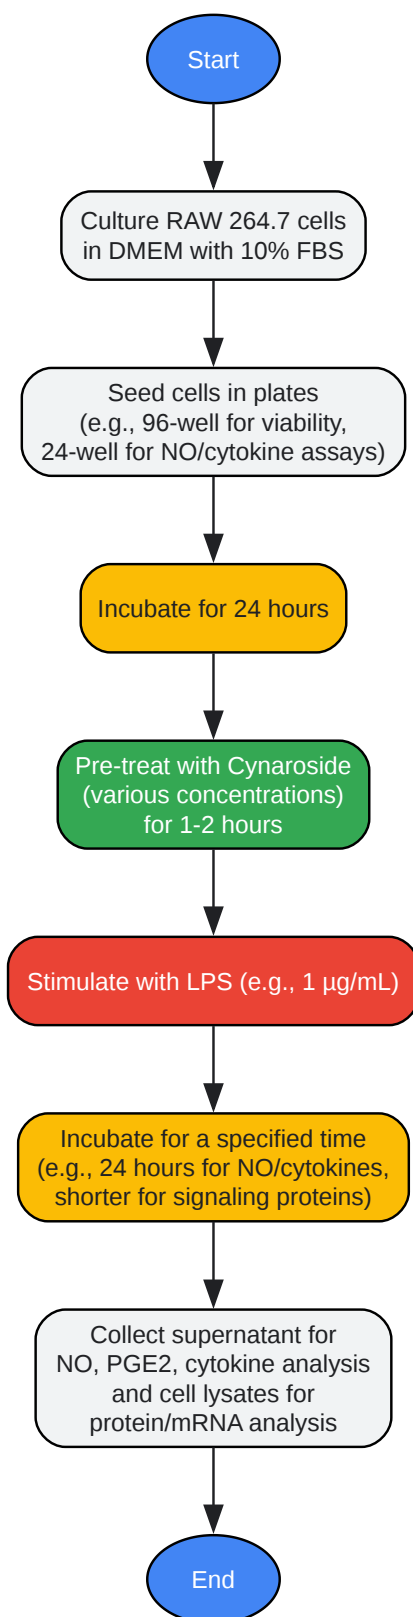 Start
Culture RAW 264.7 cells
in DMEM with 10% FBS
Seed cells in plates
(e.g., 96-well for viability,
24-well for NO/cytokine assays)
Incubate for 24 hours
Pre-treat with Cynaroside
(various concentrations)
for 1-2 hours
Stimulate with LPS (e.g., 1 µg/mL)
Incubate for a specified time
(e.g., 24 hours for NO/cytokines,
shorter for signaling proteins)
Collect supernatant for
NO, PGE2, cytokine analysis
and cell lysates for
protein/mRNA analysis
End